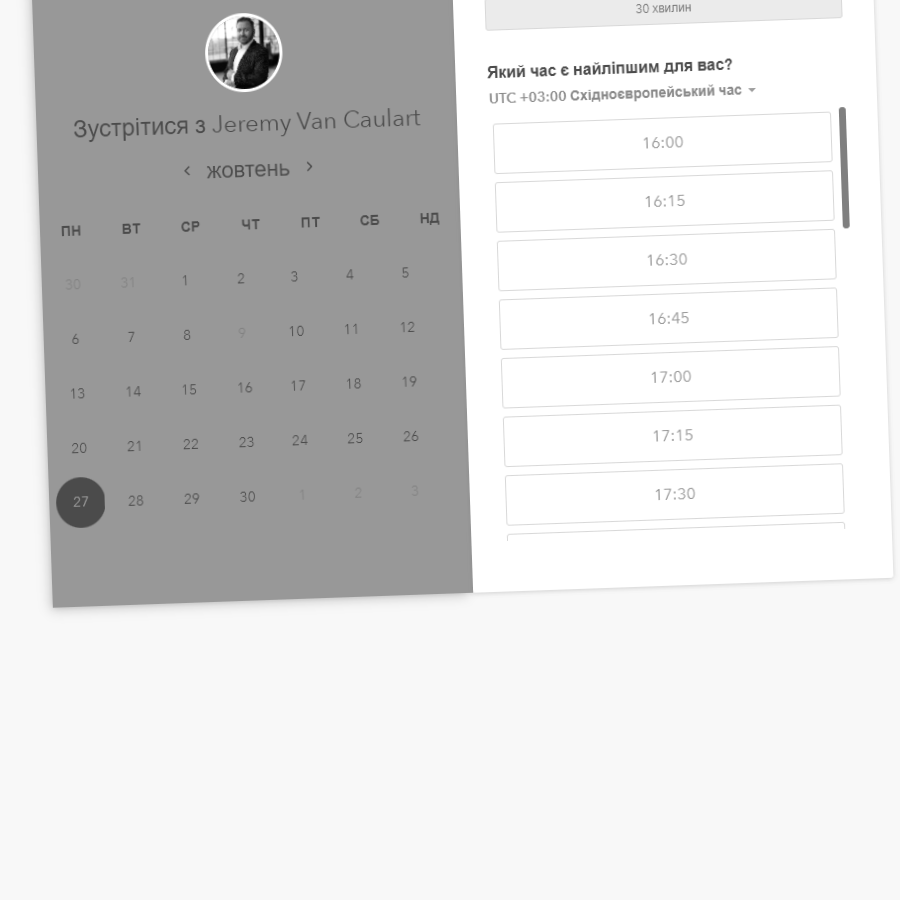 Зустрітися з Jeremy Van Caulart
жовтень
ПН ВТ СР ЧТ ПТ СБ НД
30 31 1 2 3 4 5
6 7 8 9 10 11 12
13 14 15 16 17 18 19
20 21 22 23 24 25 26
27 28 29 30 1 2 3
30 хвилин
Який час є найліпшим для вас?
UTC +03:00 Східноєвропейський час
16:00
16:15
16:30
16:45
17:00
17:15
17:30